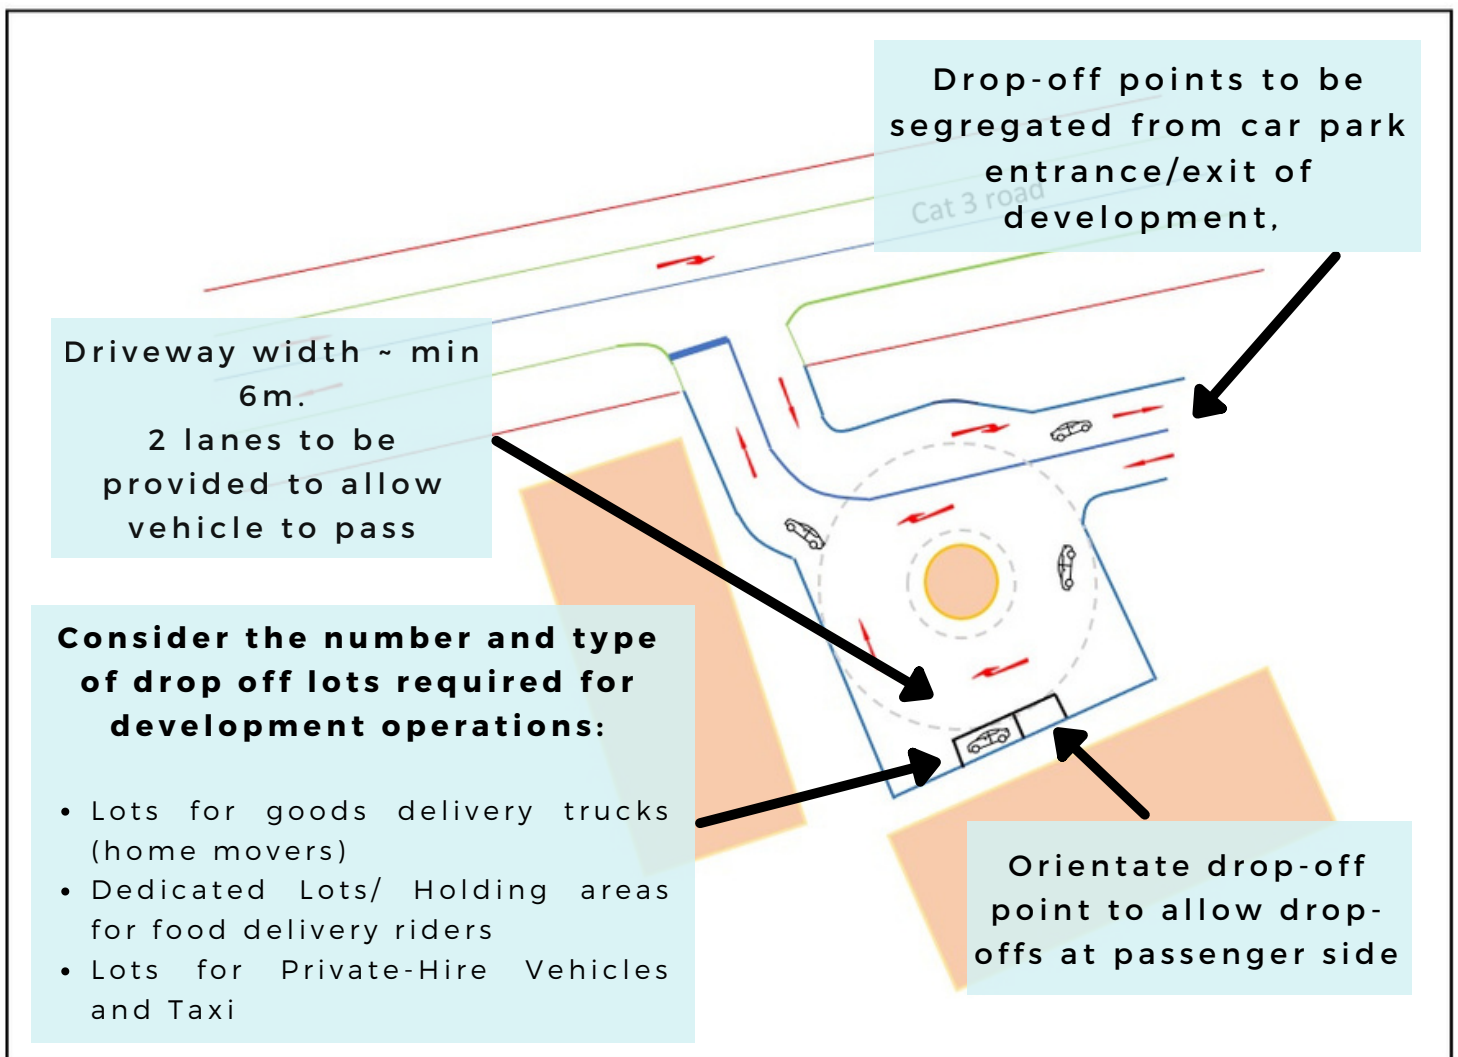 Drop-off points to be
segregated from car park
entrance/exit of
development,
Cat 3 road
Driveway width ~ min
6m.
2 lanes to be
provided to allow
vehicle to pass
Consider the number and type
of drop off lots required for
development operations:
• Lots for goods delivery trucks
(home movers)
• Dedicated Lots/ Holding areas
for food delivery riders
• Lots for Private-Hire Vehicles
and Taxi
Orientate drop-off
point to allow drop-
offs at passenger side